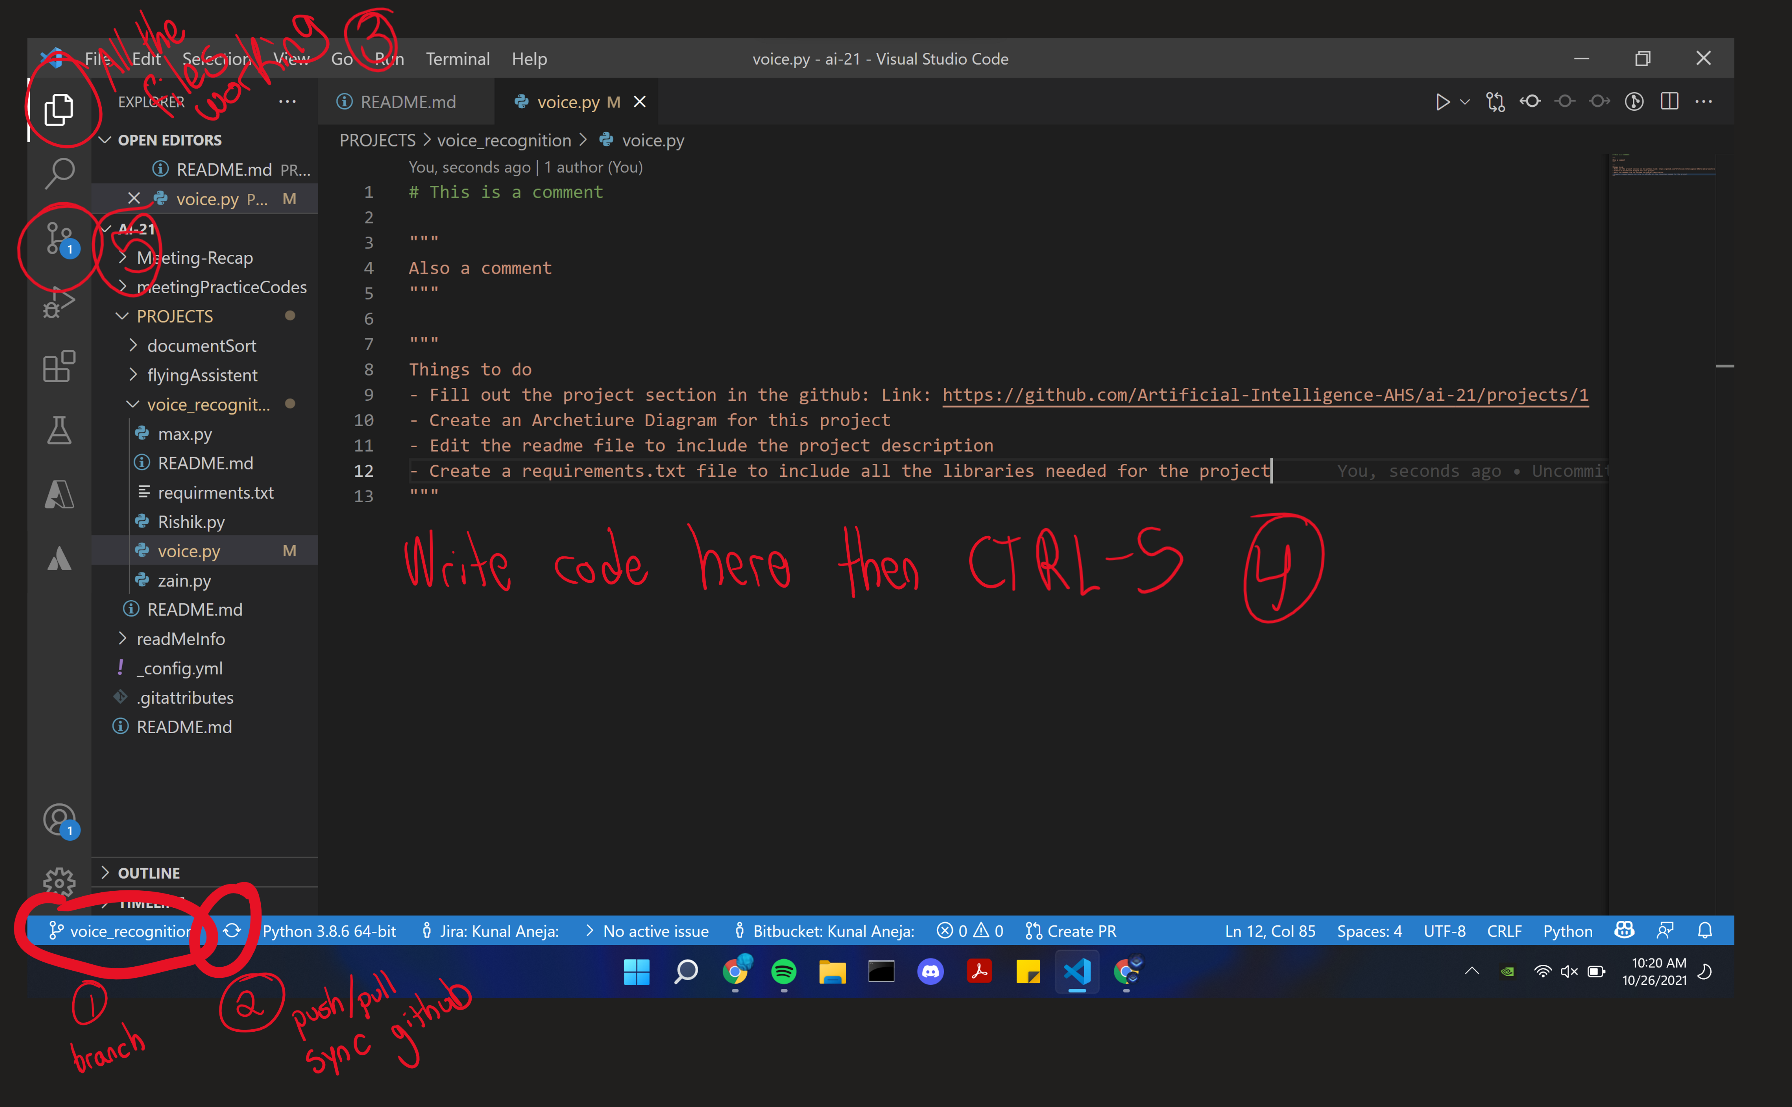 All the
files
working
3
File Edit Selection View Go Run Terminal Help
voice.py - ai-21 - Visual Studio Code
EXPLORER
README.md
voice.py M
OPEN EDITORS
README.md PR...
voice.py P... M
AI-21
5
Meeting-Recap
meetingPracticeCodes
PROJECTS
documentSort
flyingAssistent
voice_recognit...
max.py
README.md
requirments.txt
Rishik.py
voice.py M
zain.py
README.md
readMeInfo
_config.yml
.gitattributes
README.md
1
1
OUTLINE
TIMELINE
PROJECTS > voice_recognition > voice.py
You, seconds ago | 1 author (You)
1 # This is a comment
2
3 """
4 Also a comment
5 """
6
7 """
8 Things to do
9 - Fill out the project section in the github: Link: https://github.com/Artificial-Intelligence-AHS/ai-21/projects/1
10 - Create an Archetiure Diagram for this project
11 - Edit the readme file to include the project description
12 - Create a requirements.txt file to include all the libraries needed for the project You, seconds ago • Uncommit
13 """
Write code here then CTRL-S 4
voice_recognition Python 3.8.6 64-bit Jira: Kunal Aneja: No active issue Bitbucket: Kunal Aneja: 0 0 Create PR Ln 12, Col 85 Spaces: 4 UTF-8 CRLF Python
10:20 AM
10/26/2021
1
branch
2
push/pull
sync github